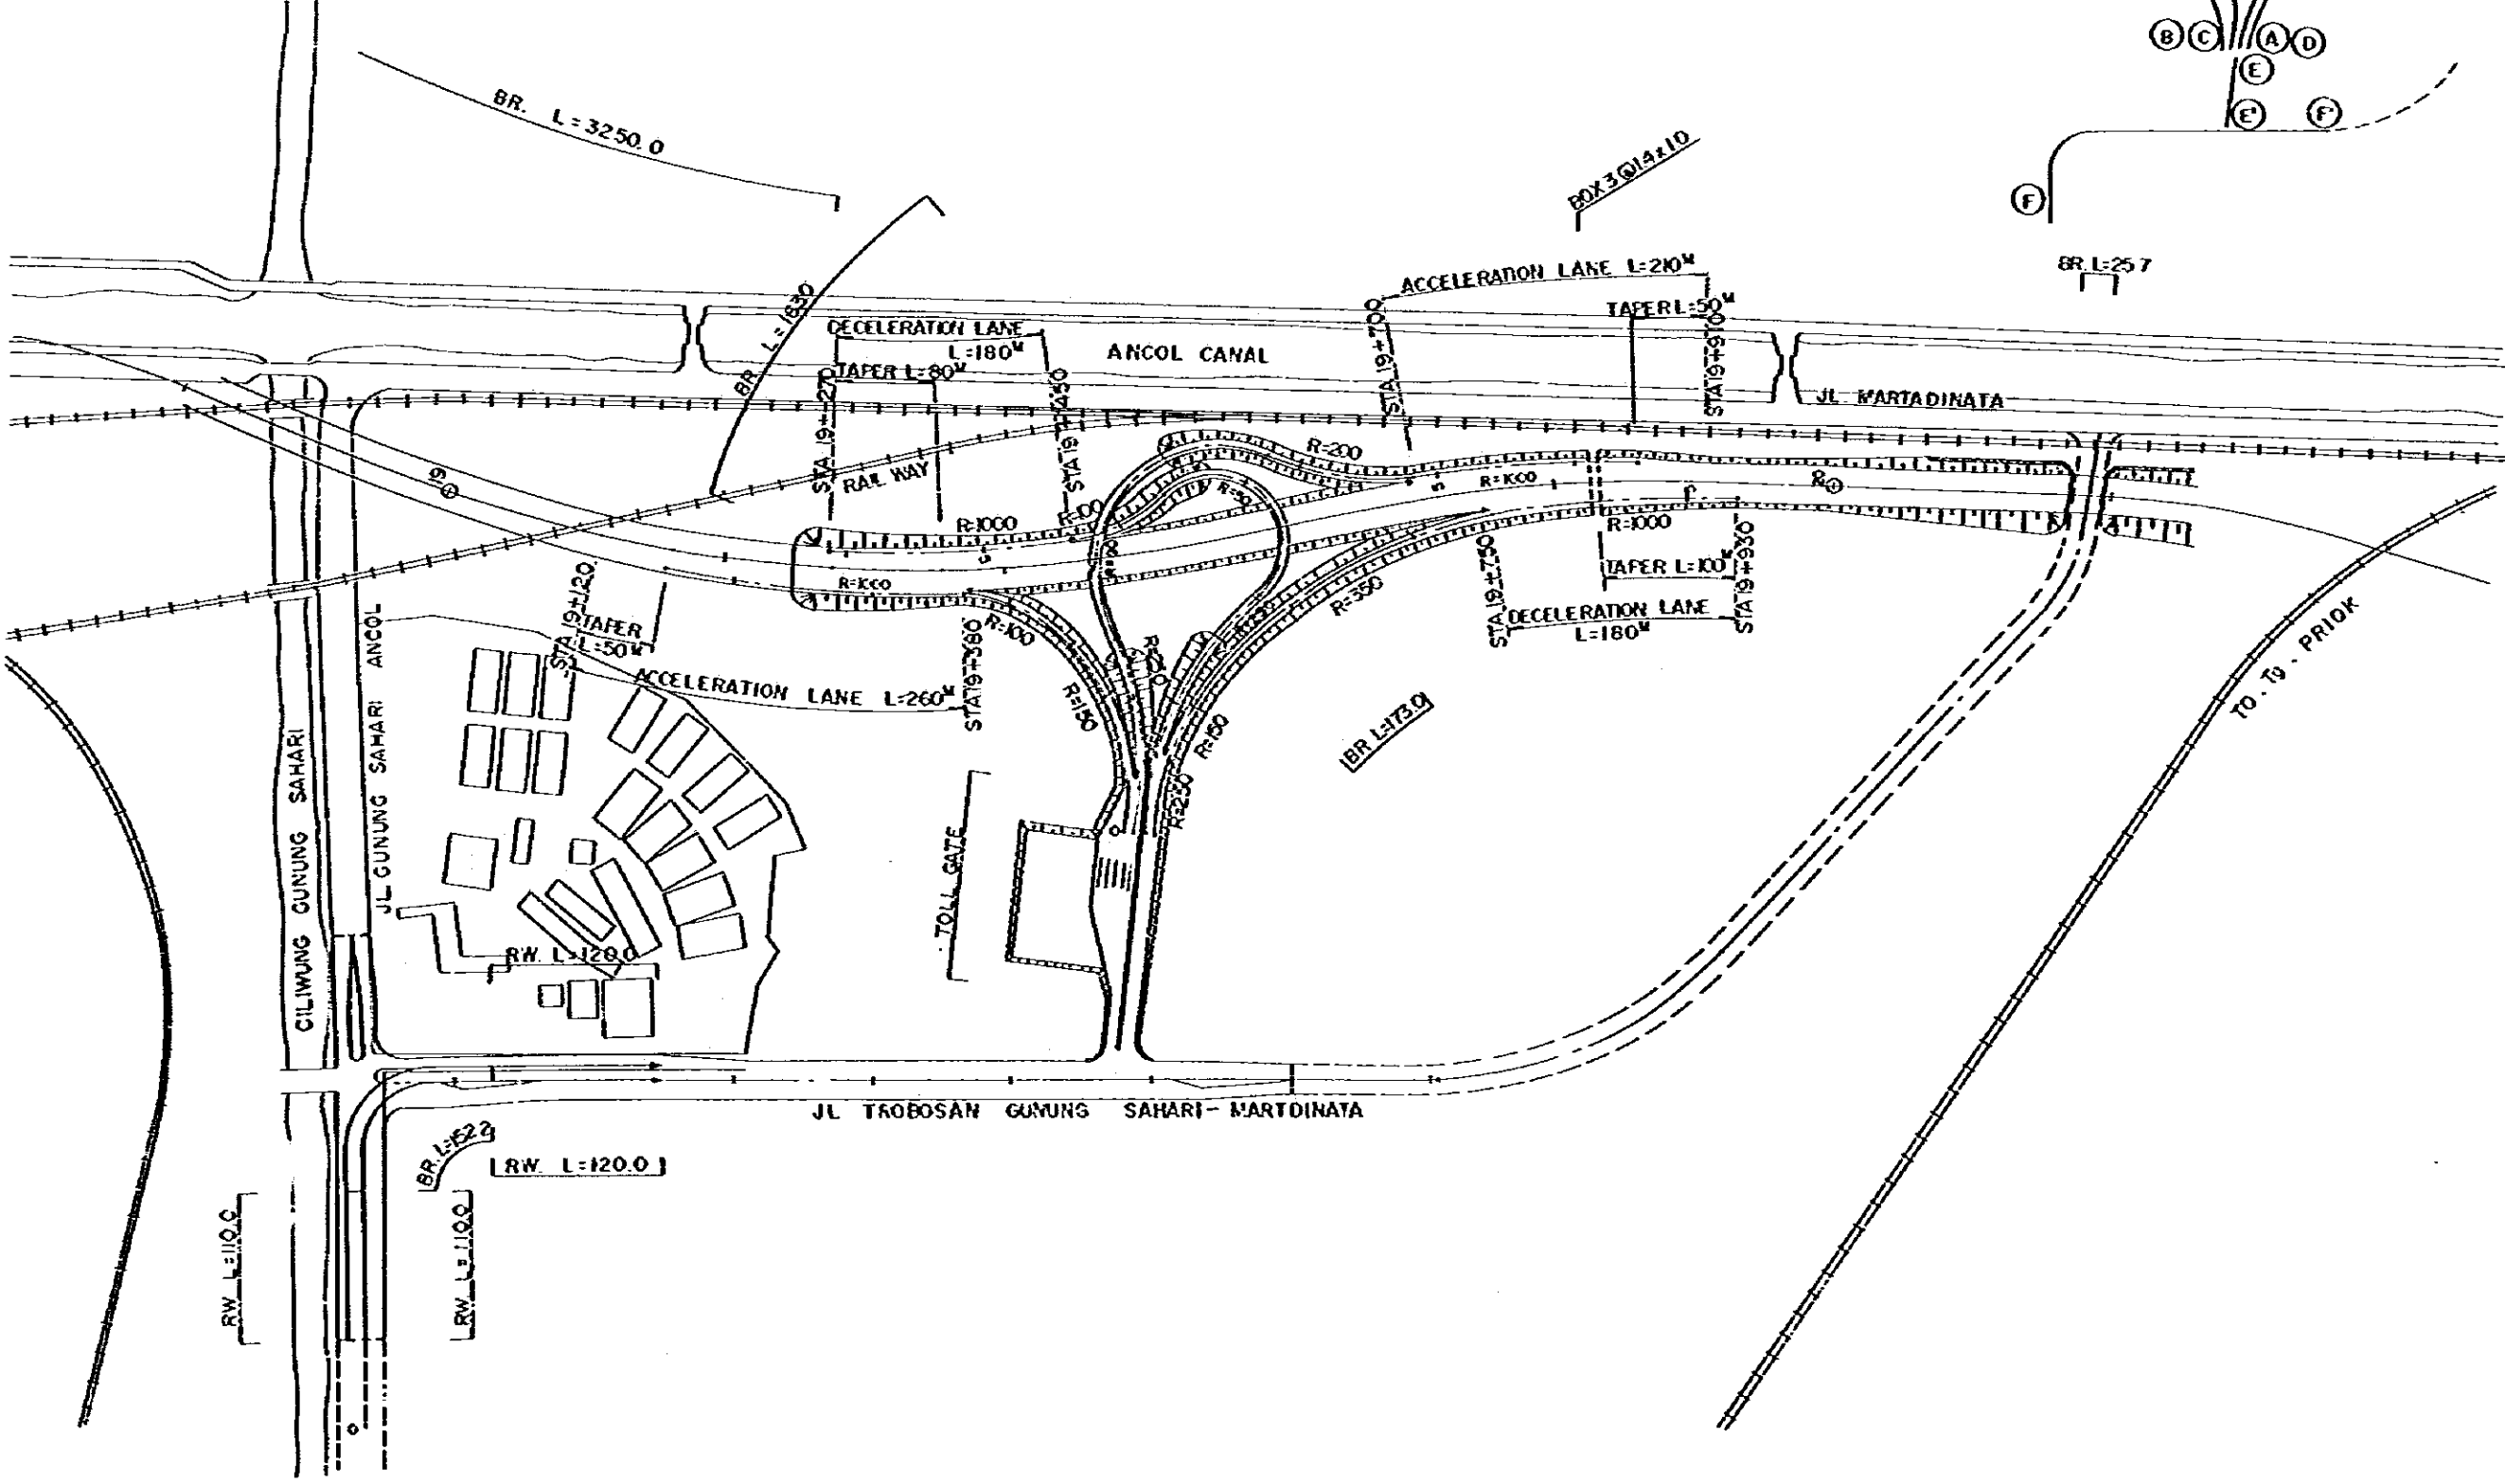 B C A D
E
E' F'
F
BR. L=3250.0
BOX 3@14x10
BR. L=25.7
ACCELERATION LANE L=210M
TAPER L=50M
BR L=1830
DECELERATION LANE
L=180M
TAPER L=80M
ANCOL CANAL
STA 19+700
STA 19+910
JL. MARTADINATA
STA. 19+270
STA 19+450
RAIL WAY
R=200
R=1000
R=100
R=50
R=1000
R=1000
R=1000
TAPER L=100M
STA 19+750
STA 19+930
DECELERATION LANE
L=180M
STA 19+120
TAPER
L=50M
R=100
R=350
STA 19+380
ACCELERATION LANE L=260M
R=150
R=150
R=250
BR L=173.0
TO. Tg. PRIOK
CILIWUNG GUNUNG SAHARI
JL. GUNUNG SAHARI ANCOL
TOLL GATE
RW. L=120.0
JL TROBOSAN GUNUNG SAHARI - MARTDINATA
BR. L=152.2
RW. L=120.0
RW L=110.0
RW L=110.0